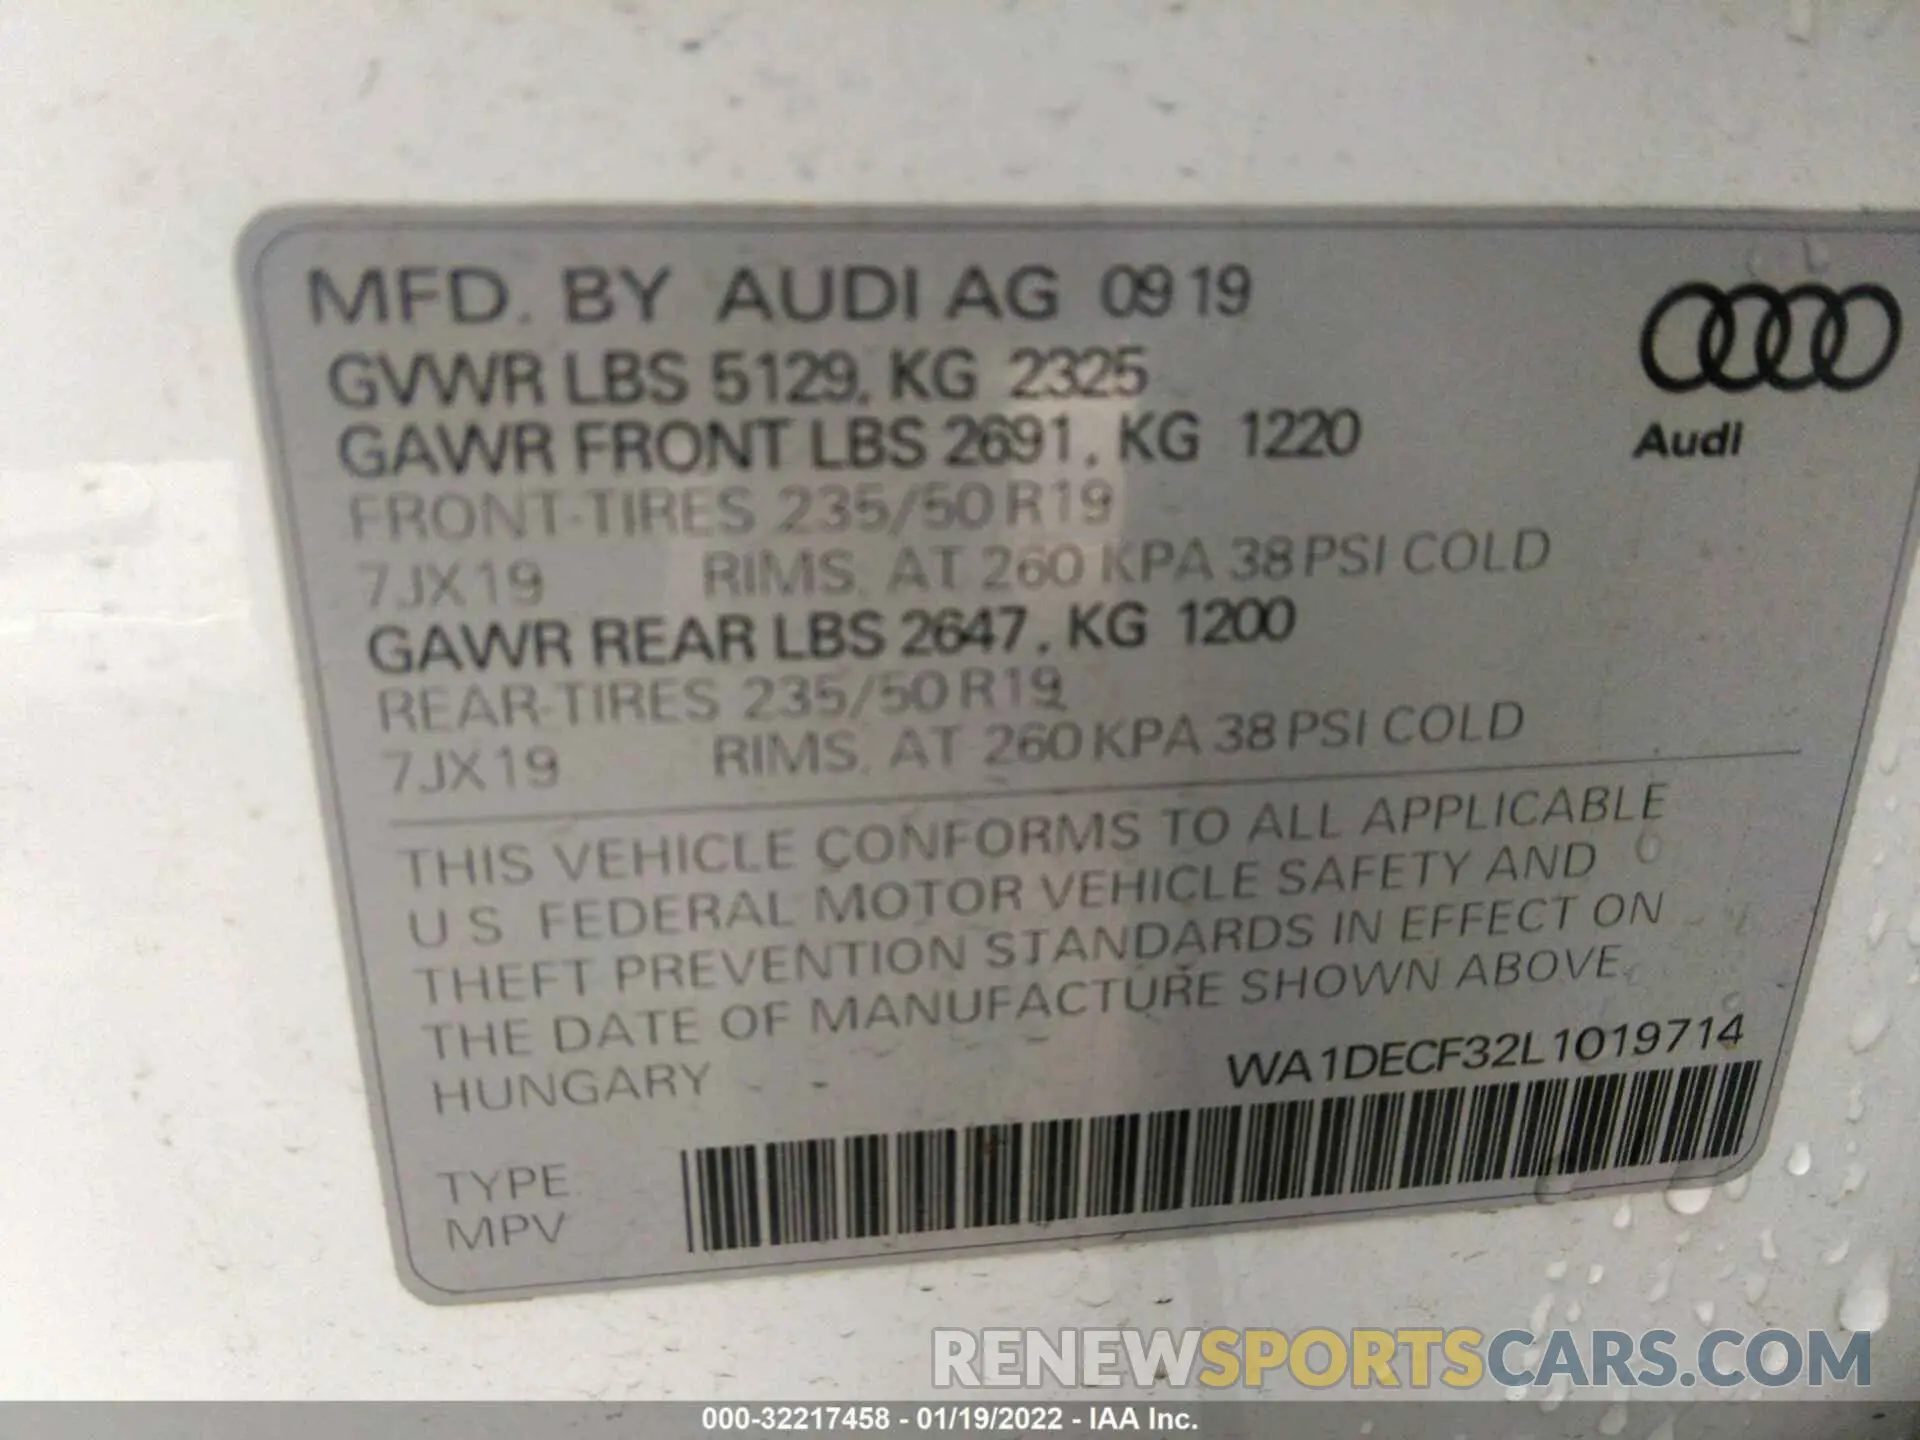 MFD. BY AUDI AG 09 19
GVWR LBS 5129, KG 2325
GAWR FRONT LBS 2691, KG 1220
FRONT-TIRES 235/50 R19
7JX19 RIMS, AT 260 KPA 38 PSI COLD
GAWR REAR LBS 2647, KG 1200
REAR-TIRES 235/50 R19
7JX19 RIMS, AT 260 KPA 38 PSI COLD
Audi
THIS VEHICLE CONFORMS TO ALL APPLICABLE
U S FEDERAL MOTOR VEHICLE SAFETY AND
THEFT PREVENTION STANDARDS IN EFFECT ON
THE DATE OF MANUFACTURE SHOWN ABOVE
HUNGARY
WA1DECF32L1019714
TYPE
MPV
RENEWSPORTSCARS.COM
000-32217458 - 01/19/2022 - IAA Inc.